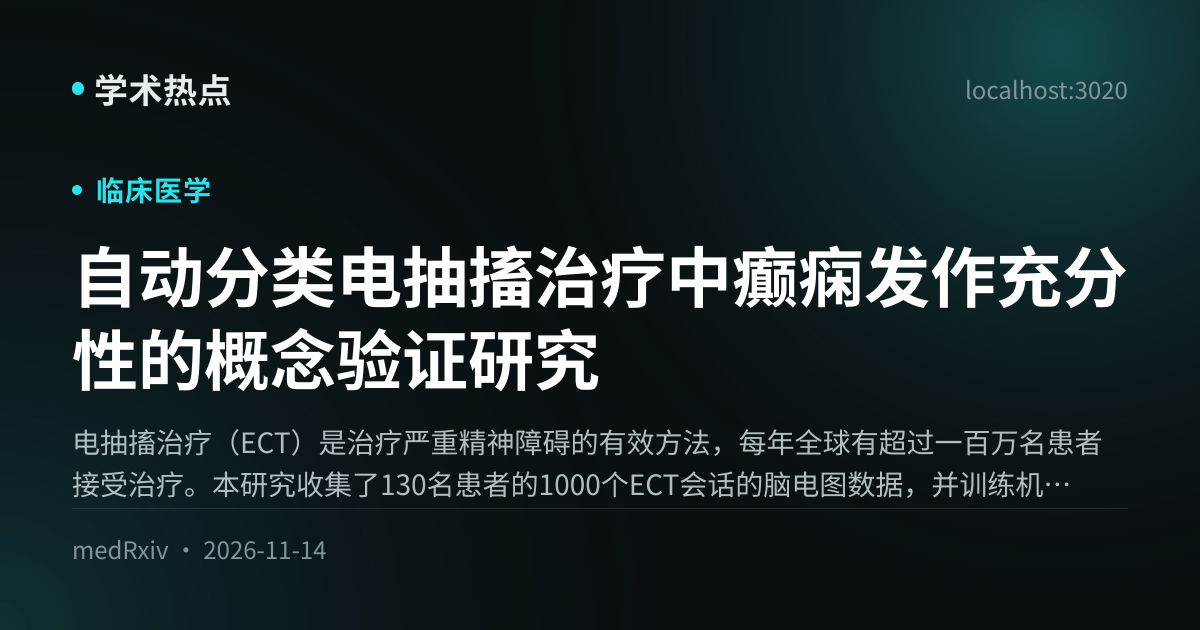 学术热点
localhost:3020
临床医学
自动分类电抽搐治疗中癫痫发作充分
性的概念验证研究
电抽搐治疗（ECT）是治疗严重精神障碍的有效方法，每年全球有超过一百万名患者
接受治疗。本研究收集了130名患者的1000个ECT会话的脑电图数据，并训练机…
medRxiv • 2026-11-14